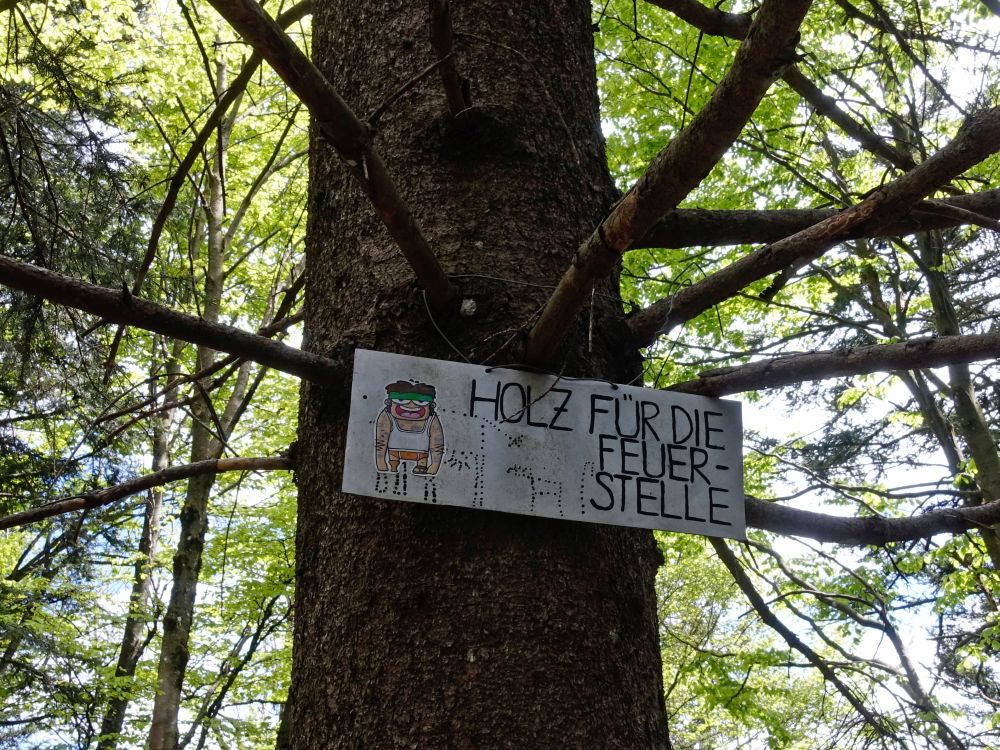 HOLZ FÜR DIE
FEUER-
STELLE